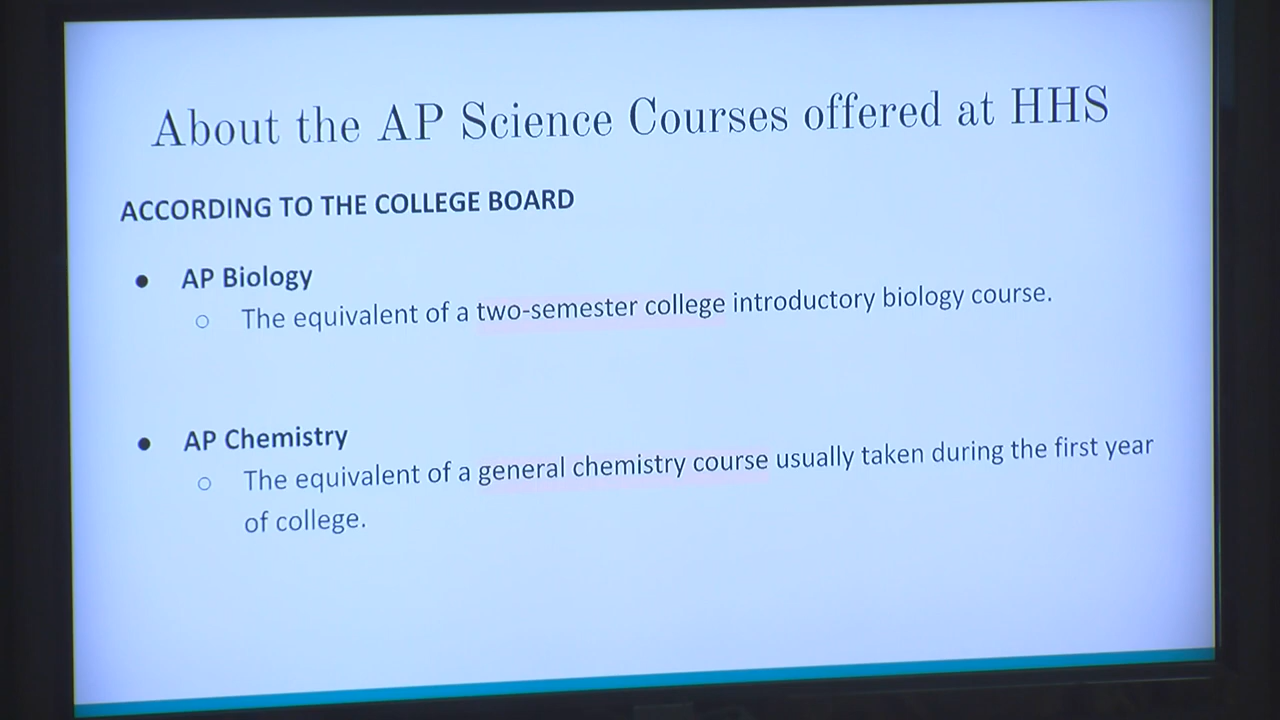 About the AP Science Courses offered at HHS
ACCORDING TO THE COLLEGE BOARD
● AP Biology
○ The equivalent of a two-semester college introductory biology course.
● AP Chemistry
○ The equivalent of a general chemistry course usually taken during the first year
of college.